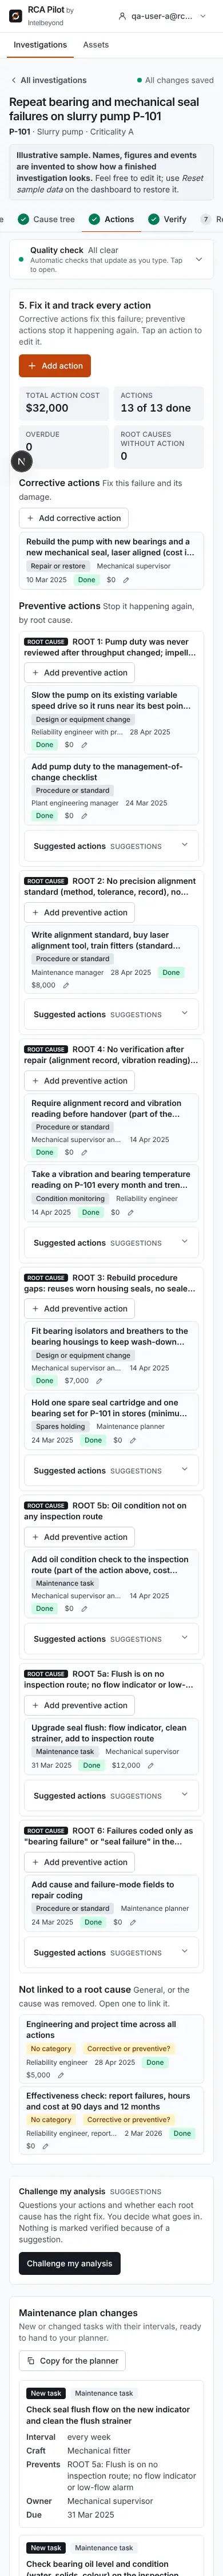 RCA Pilot by
Intelbeyond
qa-user-a@rc...
Investigations Assets
All investigations
All changes saved
Repeat bearing and mechanical seal
failures on slurry pump P-101
P-101 · Slurry pump · Criticality A
Illustrative sample. Names, figures and events
are invented to show how a finished
investigation looks. Feel free to edit it; use Reset
sample data on the dashboard to restore it.
e Cause tree Actions Verify 7 Re
Quality check All clear
Automatic checks that update as you type. Tap
to open.
5. Fix it and track every action
Corrective actions fix this failure; preventive
actions stop it happening again. Tap an action to
edit it.
+ Add action
TOTAL ACTION COST
$32,000
ACTIONS
13 of 13 done
OVERDUE
0
ROOT CAUSES
WITHOUT ACTION
0
N
Corrective actions Fix this failure and its
damage.
+ Add corrective action
Rebuild the pump with new bearings and a
new mechanical seal, laser aligned (cost i...
Repair or restore Mechanical supervisor
10 Mar 2025 Done $0
Preventive actions Stop it happening again,
by root cause.
ROOT CAUSE ROOT 1: Pump duty was never
reviewed after throughput changed; impell...
+ Add preventive action
Slow the pump on its existing variable
speed drive so it runs near its best poin...
Design or equipment change
Reliability engineer with pr... 28 Apr 2025
Done $0
Add pump duty to the management-of-
change checklist
Procedure or standard
Plant engineering manager 24 Mar 2025
Done $0
Suggested actions SUGGESTIONS
ROOT CAUSE ROOT 2: No precision alignment
standard (method, tolerance, record), no...
+ Add preventive action
Write alignment standard, buy laser
alignment tool, train fitters (standard...
Procedure or standard
Maintenance manager 28 Apr 2025 Done
$8,000
Suggested actions SUGGESTIONS
ROOT CAUSE ROOT 4: No verification after
repair (alignment record, vibration reading)...
+ Add preventive action
Require alignment record and vibration
reading before handover (part of the...
Procedure or standard
Mechanical supervisor an... 14 Apr 2025
Done $0
Take a vibration and bearing temperature
reading on P-101 every month and tren...
Condition monitoring Reliability engineer
14 Apr 2025 Done $0
Suggested actions SUGGESTIONS
ROOT CAUSE ROOT 3: Rebuild procedure
gaps: reuses worn housing seals, no seale...
+ Add preventive action
Fit bearing isolators and breathers to the
bearing housings to keep wash-down...
Design or equipment change
Mechanical supervisor an... 14 Apr 2025
Done $7,000
Hold one spare seal cartridge and one
bearing set for P-101 in stores (minimu...
Spares holding Maintenance planner
24 Mar 2025 Done $0
Suggested actions SUGGESTIONS
ROOT CAUSE ROOT 5b: Oil condition not on
any inspection route
+ Add preventive action
Add oil condition check to the inspection
route (part of the action above, cost...
Maintenance task
Mechanical supervisor an... 14 Apr 2025
Done $0
Suggested actions SUGGESTIONS
ROOT CAUSE ROOT 5a: Flush is on no
inspection route; no flow indicator or low-...
+ Add preventive action
Upgrade seal flush: flow indicator, clean
strainer, add to inspection route
Maintenance task Mechanical supervisor
31 Mar 2025 Done $12,000
Suggested actions SUGGESTIONS
ROOT CAUSE ROOT 6: Failures coded only as
"bearing failure" or "seal failure" in the...
+ Add preventive action
Add cause and failure-mode fields to
repair coding
Procedure or standard Maintenance planner
24 Mar 2025 Done $0
Suggested actions SUGGESTIONS
Not linked to a root cause General, or the
cause was removed. Open one to link it.
Engineering and project time across all
actions
No category Corrective or preventive?
Reliability engineer 28 Apr 2025 Done
$5,000
Effectiveness check: report failures, hours
and cost at 90 days and 12 months
No category Corrective or preventive?
Reliability engineer, report... 2 Mar 2026 Done
$0
Challenge my analysis SUGGESTIONS
Questions your actions and whether each root
cause has the right fix. You decide what goes in.
Nothing is marked verified because of a
suggestion.
Challenge my analysis
Maintenance plan changes
New or changed tasks with their intervals, ready
to hand to your planner.
Copy for the planner
New task Maintenance task
Check seal flush flow on the new indicator
and clean the flush strainer
Interval every week
Craft Mechanical fitter
Prevents ROOT 5a: Flush is on no
inspection route; no flow indicator
or low-flow alarm
Owner Mechanical supervisor
Due 31 Mar 2025
New task Maintenance task
Check bearing oil level and condition